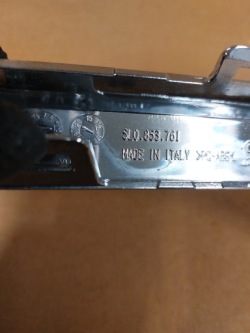 5L0.853.761
MADE IN ITALY >PC+ABS<